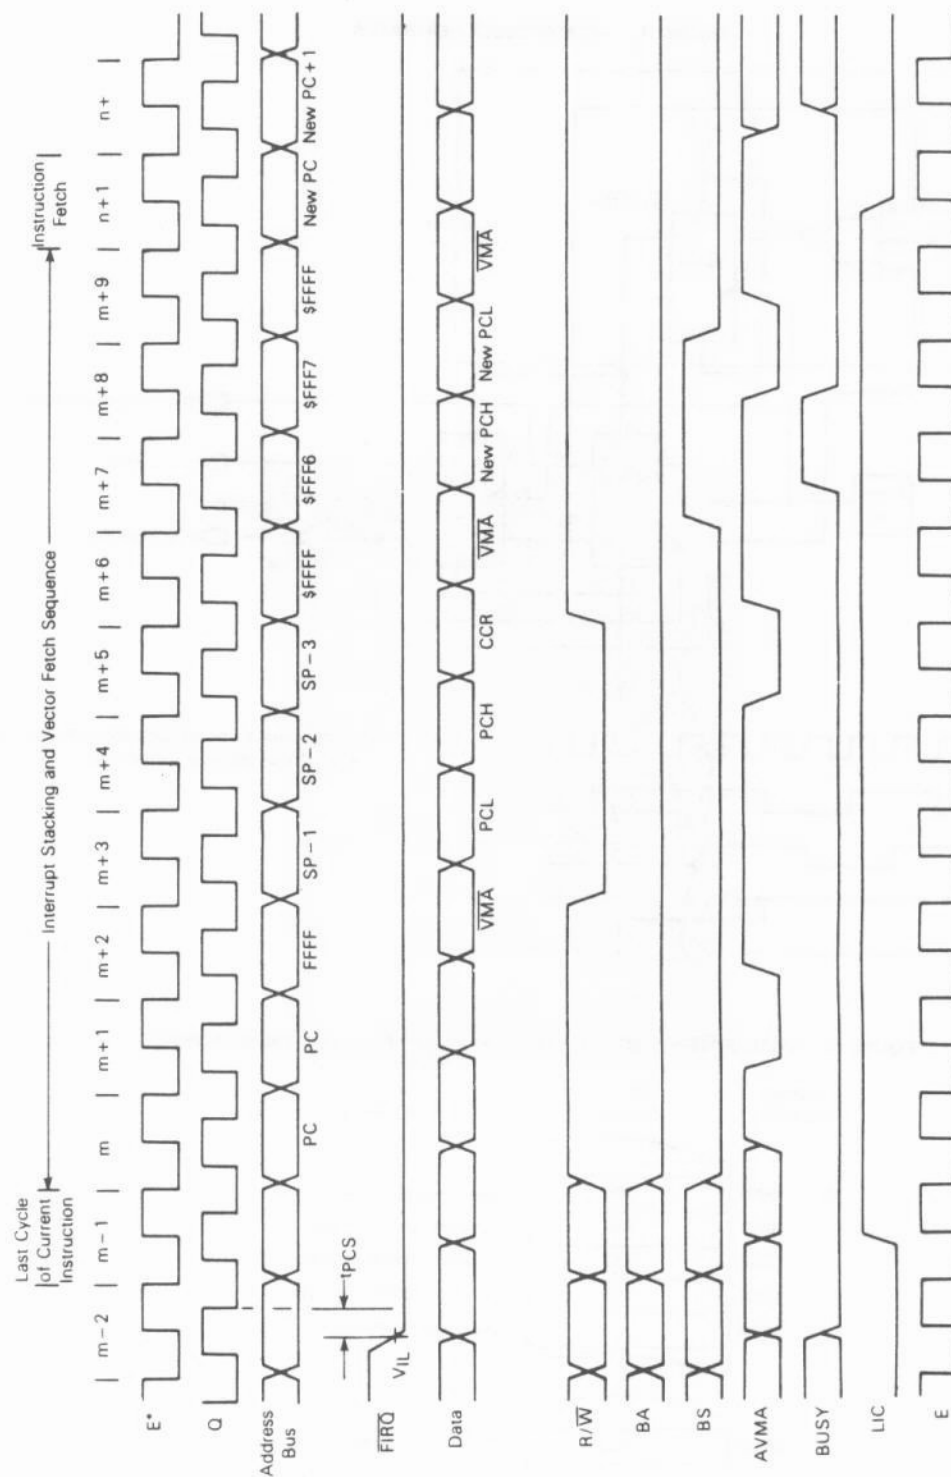 Last Cycle
of Current
Instruction
Interrupt Stacking and Vector Fetch Sequence
Instruction
Fetch
m-2 | m-1 | m | m+1 | m+2 | m+3 | m+4 | m+5 | m+6 | m+7 | m+8 | m+9 | n+1 | n+
E*
Q
Address
Bus
PC PC FFFF SP-1 SP-2 SP-3 $FFFF $FFF6 $FFF7 $FFFF New PC New PC+1
tPCS
VIL
FIRQ
Data
VMA PCL PCH CCR VMA New PCH New PCL VMA
R/W
BA
BS
AVMA
BUSY
LIC
E